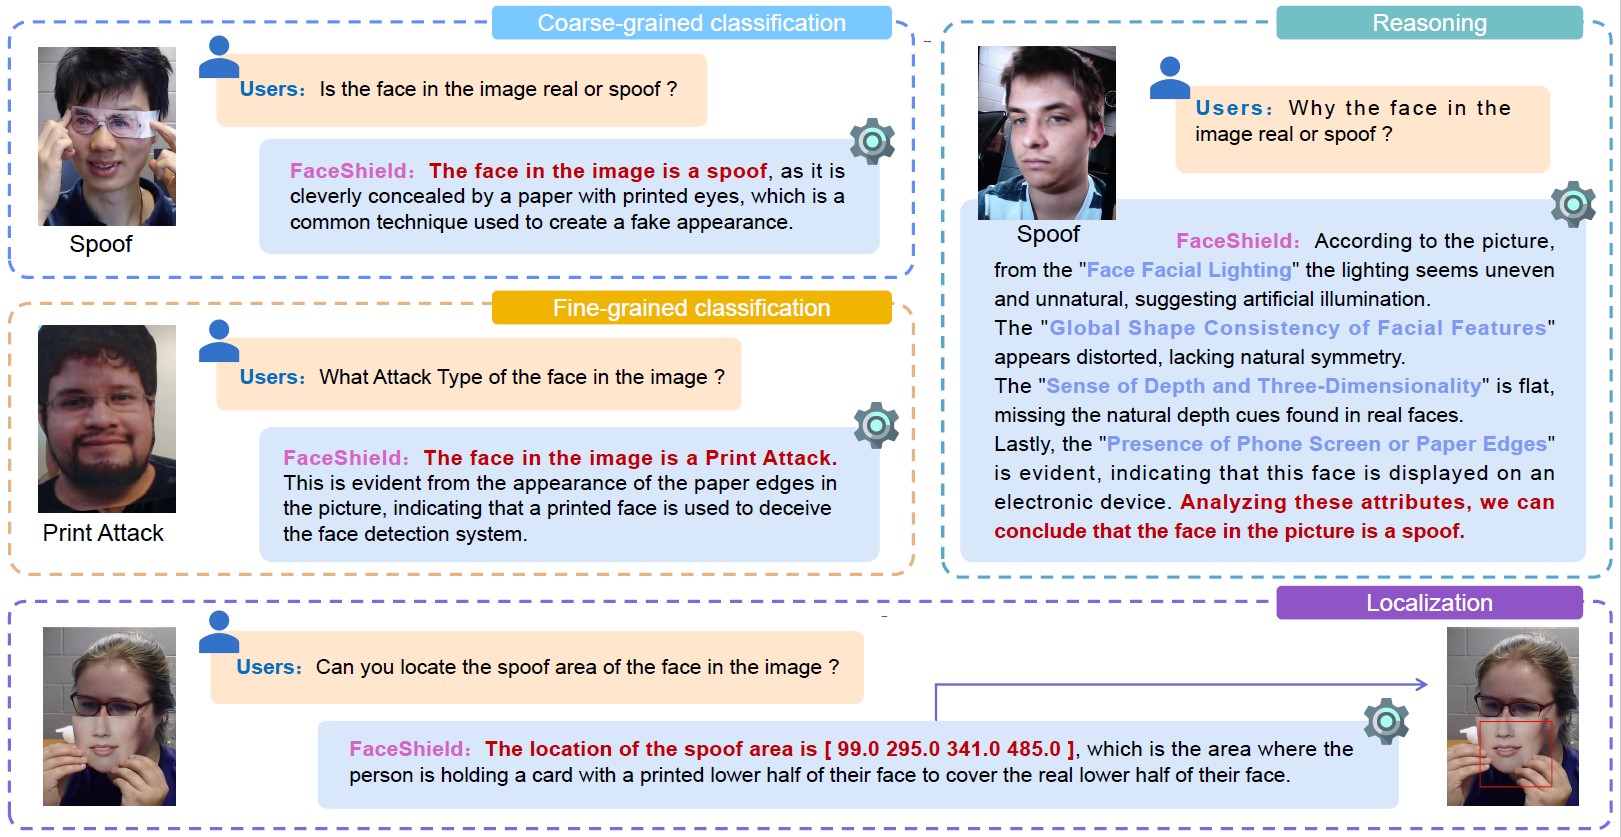 Coarse-grained classification
Users: Is the face in the image real or spoof ?
FaceShield: The face in the image is a spoof, as it is
cleverly concealed by a paper with printed eyes, which is a
common technique used to create a fake appearance.
Spoof
Fine-grained classification
Users: What Attack Type of the face in the image ?
FaceShield: The face in the image is a Print Attack.
This is evident from the appearance of the paper edges in
the picture, indicating that a printed face is used to deceive
the face detection system.
Print Attack
Reasoning
Users: Why the face in the
image real or spoof ?
Spoof
FaceShield: According to the picture,
from the "Face Facial Lighting" the lighting seems uneven
and unnatural, suggesting artificial illumination.
The "Global Shape Consistency of Facial Features"
appears distorted, lacking natural symmetry.
The "Sense of Depth and Three-Dimensionality" is flat,
missing the natural depth cues found in real faces.
Lastly, the "Presence of Phone Screen or Paper Edges"
is evident, indicating that this face is displayed on an
electronic device. Analyzing these attributes, we can
conclude that the face in the picture is a spoof.
Localization
Users: Can you locate the spoof area of the face in the image ?
FaceShield: The location of the spoof area is [ 99.0 295.0 341.0 485.0 ], which is the area where the
person is holding a card with a printed lower half of their face to cover the real lower half of their face.